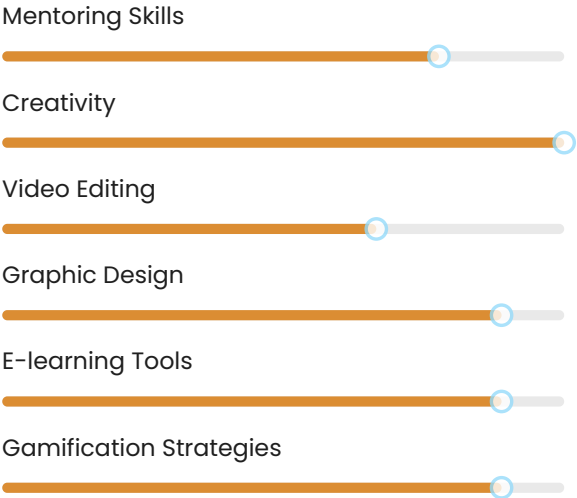 Mentoring Skills
Creativity
Video Editing
Graphic Design
E-learning Tools
Gamification Strategies